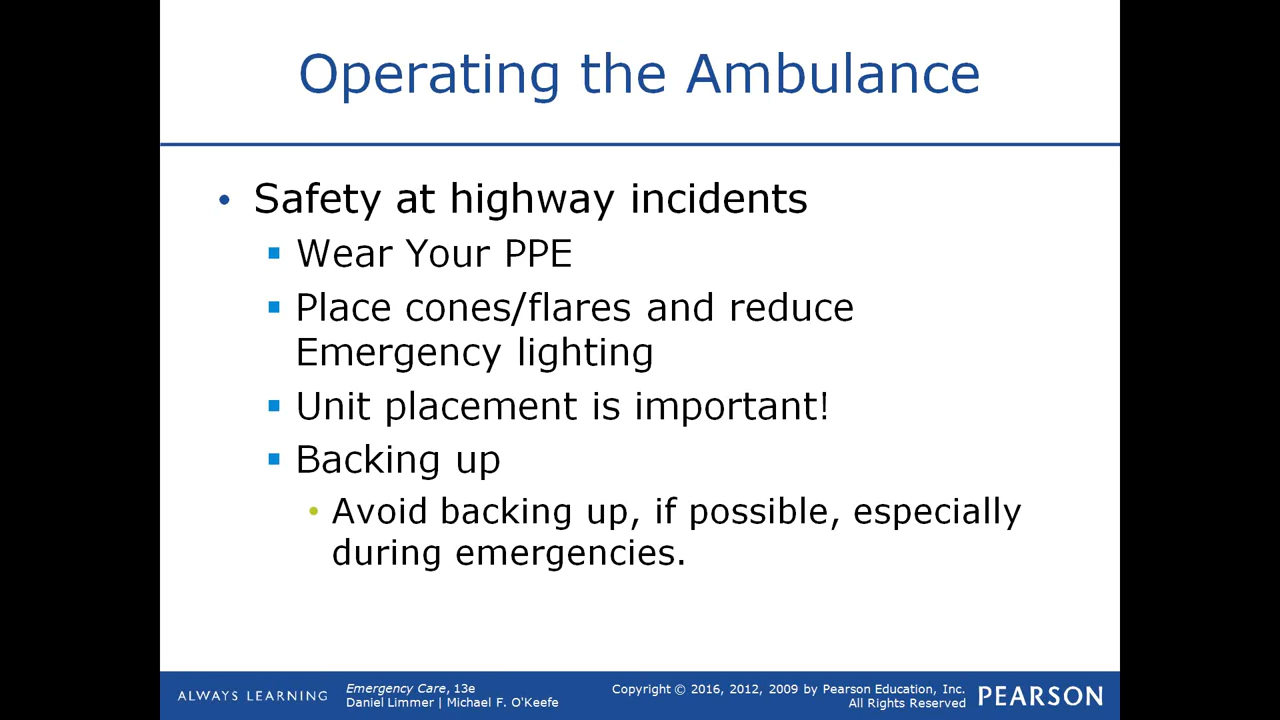 Operating the Ambulance
• Safety at highway incidents
▪ Wear Your PPE
▪ Place cones/flares and reduce
Emergency lighting
▪ Unit placement is important!
▪ Backing up
• Avoid backing up, if possible, especially
during emergencies.
ALWAYS LEARNING
Emergency Care, 13e
Daniel Limmer | Michael F. O'Keefe
Copyright © 2016, 2012, 2009 by Pearson Education, Inc.
All Rights Reserved
PEARSON